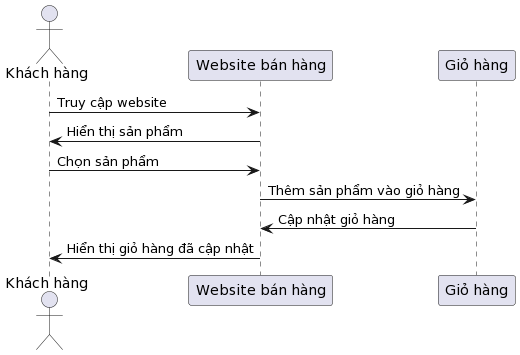 Khách hàng
Website bán hàng
Giỏ hàng
Truy cập website
Hiển thị sản phẩm
Chọn sản phẩm
Thêm sản phẩm vào giỏ hàng
Cập nhật giỏ hàng
Hiển thị giỏ hàng đã cập nhật
Khách hàng
Website bán hàng
Giỏ hàng